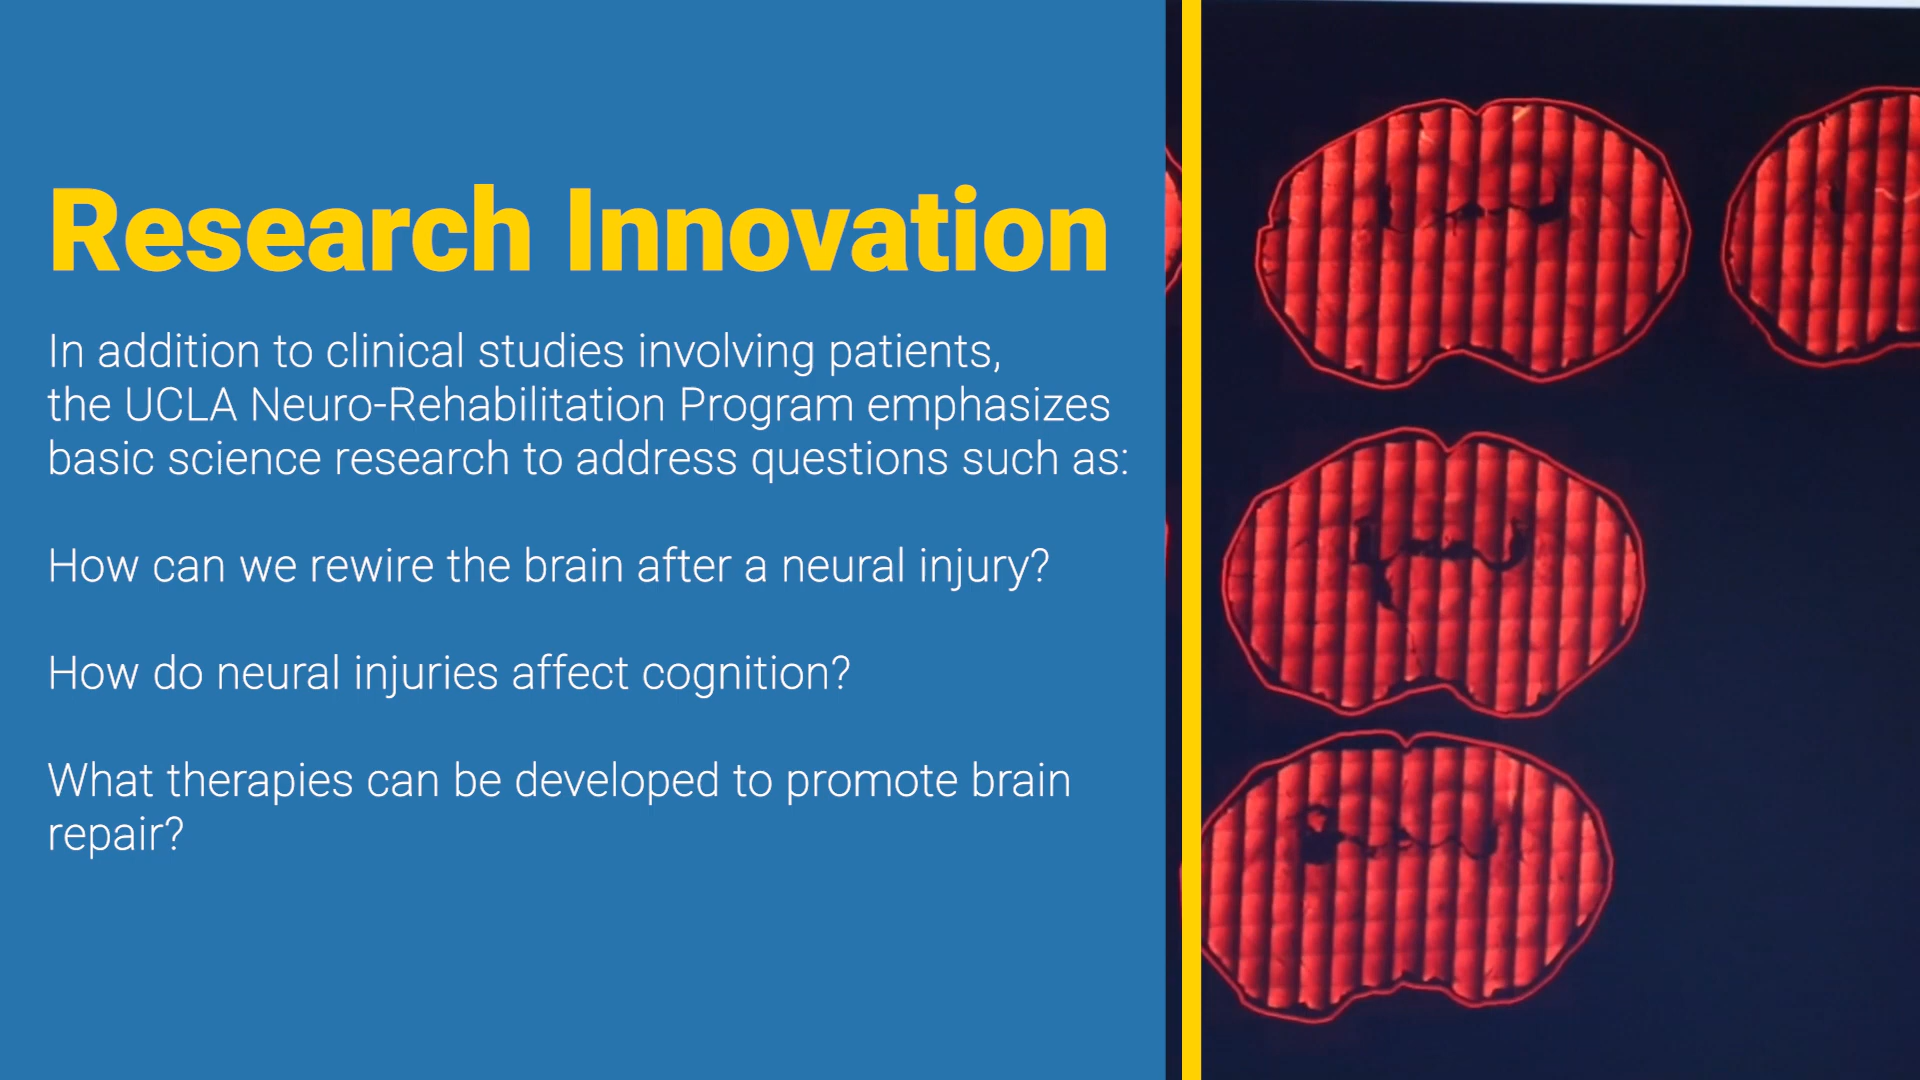 Research Innovation
In addition to clinical studies involving patients,
the UCLA Neuro-Rehabilitation Program emphasizes
basic science research to address questions such as:
How can we rewire the brain after a neural injury?
How do neural injuries affect cognition?
What therapies can be developed to promote brain
repair?